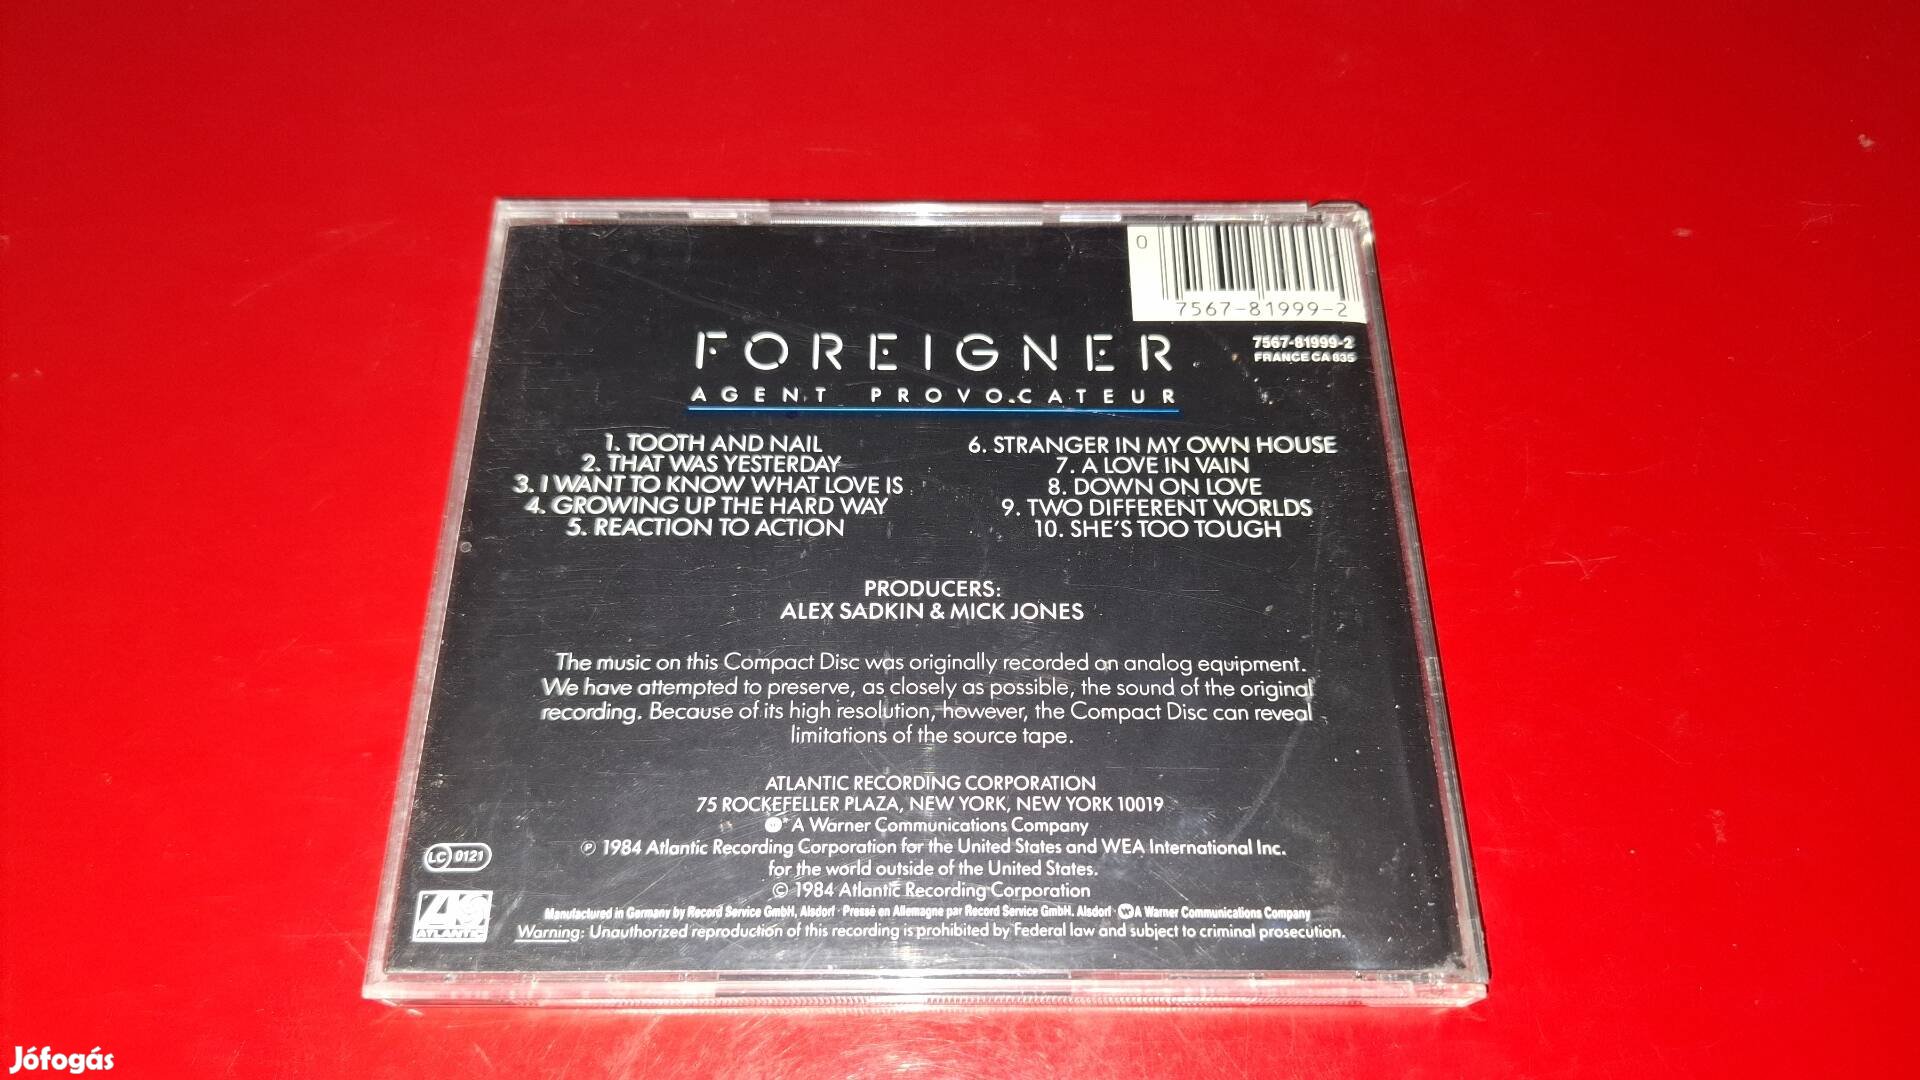 0
7567-81999-2
FOREIGNER
7567-81999-2
FRANCE CA 835
AGENT PROVOCATEUR
1. TOOTH AND NAIL
2. THAT WAS YESTERDAY
3. I WANT TO KNOW WHAT LOVE IS
4. GROWING UP THE HARD WAY
5. REACTION TO ACTION
6. STRANGER IN MY OWN HOUSE
7. A LOVE IN VAIN
8. DOWN ON LOVE
9. TWO DIFFERENT WORLDS
10. SHE'S TOO TOUGH
PRODUCERS:
ALEX SADKIN & MICK JONES
The music on this Compact Disc was originally recorded on analog equipment.
We have attempted to preserve, as closely as possible, the sound of the original
recording. Because of its high resolution, however, the Compact Disc can reveal
limitations of the source tape.
ATLANTIC RECORDING CORPORATION
75 ROCKEFELLER PLAZA, NEW YORK, NEW YORK 10019
* A Warner Communications Company
℗ 1984 Atlantic Recording Corporation for the United States and WEA International Inc.
for the world outside of the United States.
© 1984 Atlantic Recording Corporation
LC 0121
ATLANTIC
Manufactured in Germany by Record Service GmbH, Alsdorf · Pressé en Allemagne par Record Service GmbH. Alsdorf · A Warner Communications Company
Warning: Unauthorized reproduction of this recording is prohibited by Federal law and subject to criminal prosecution.
Jófogás